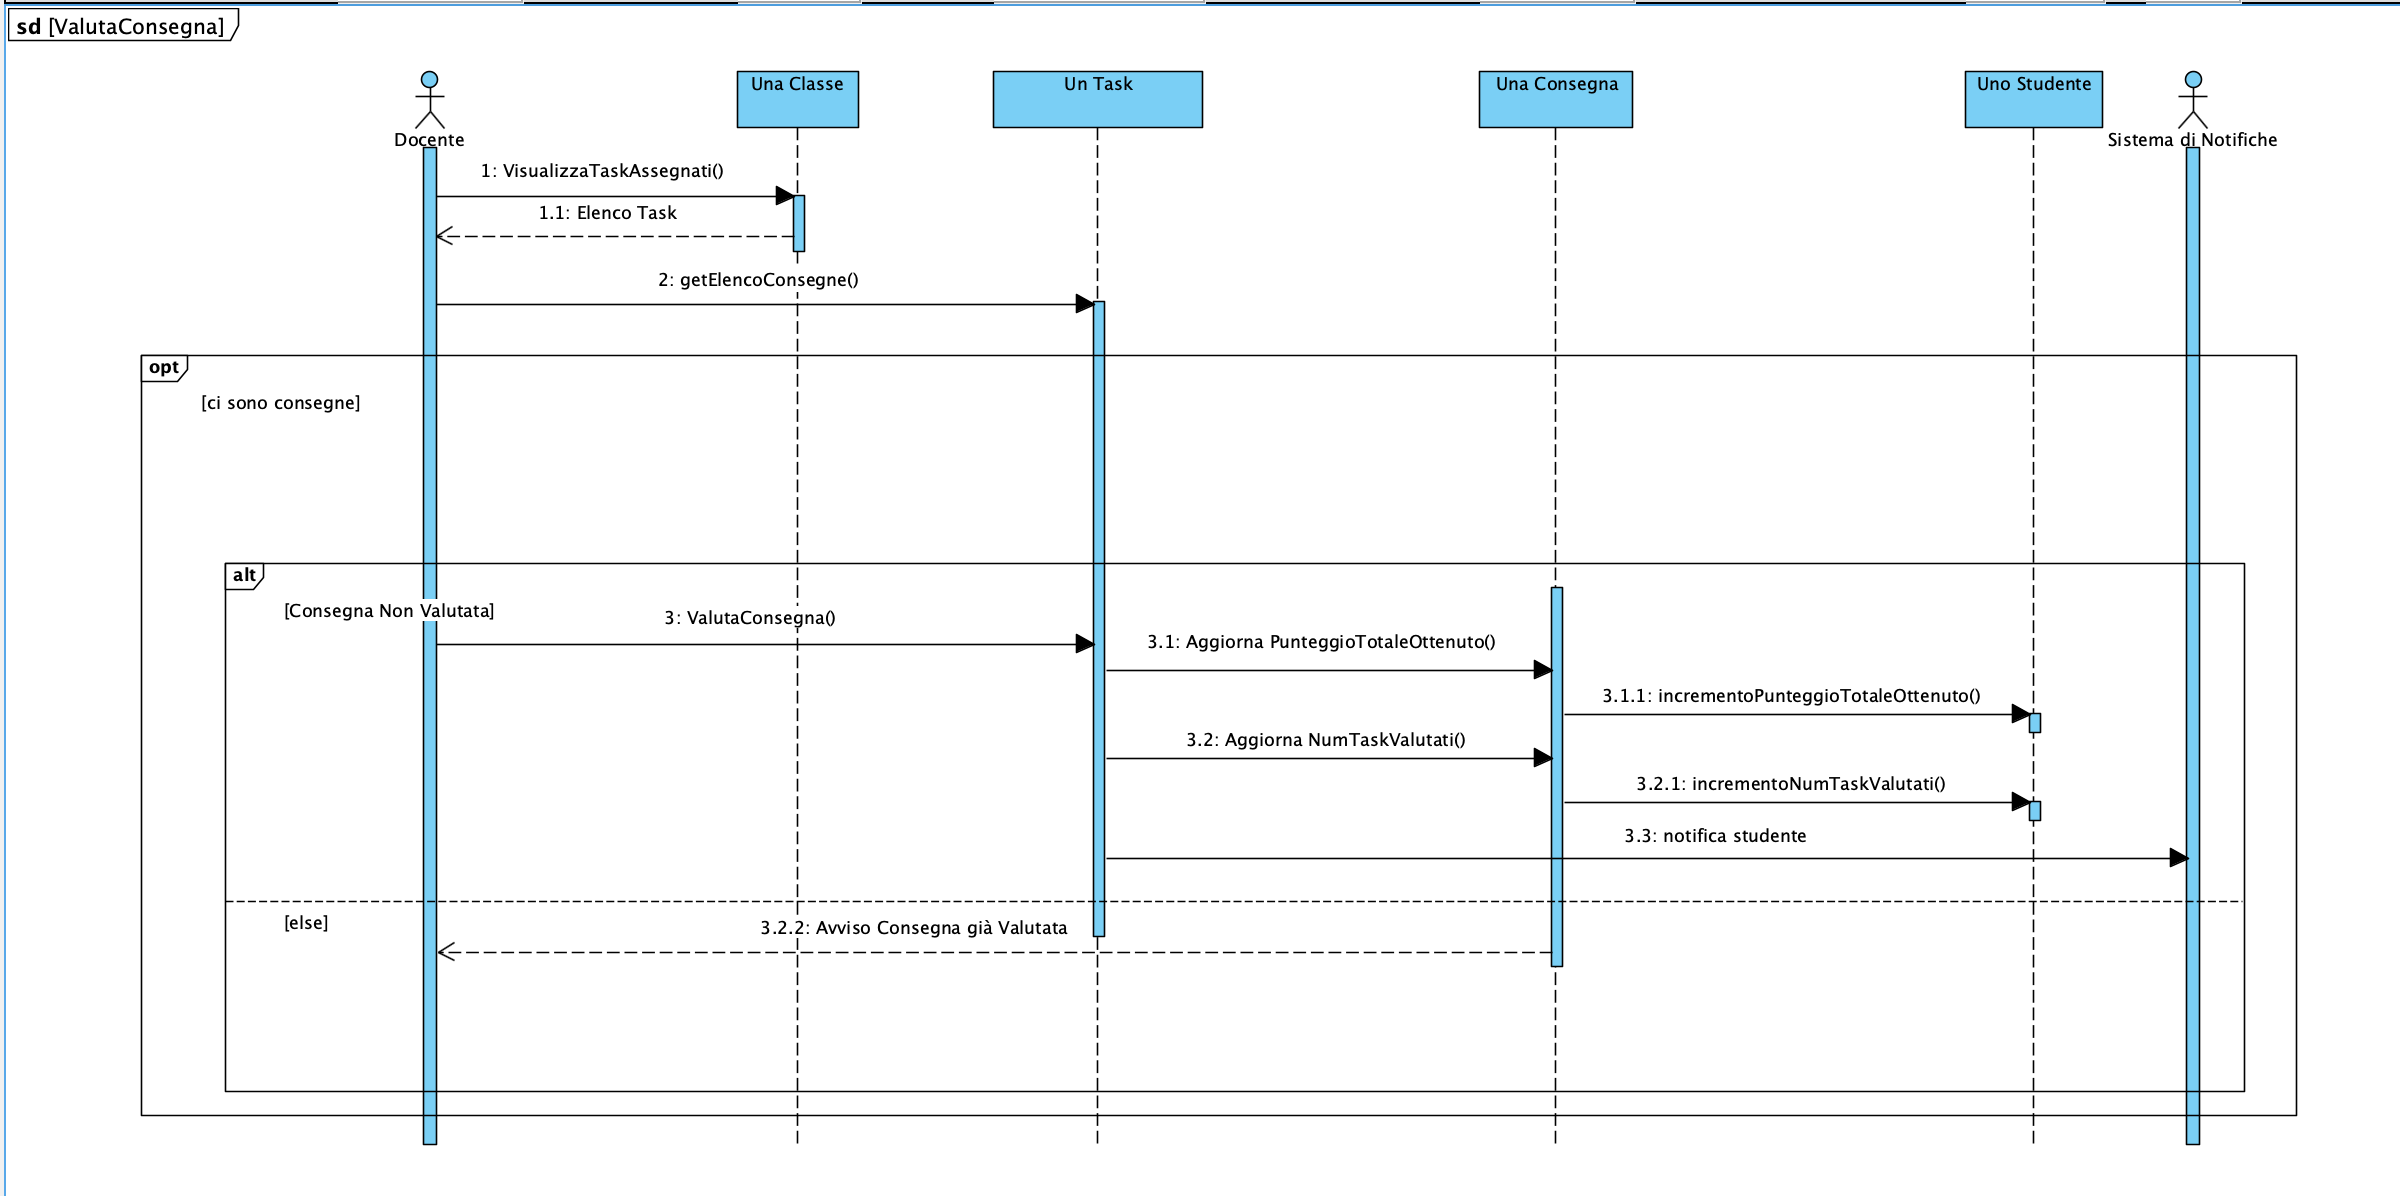 sd [ValutaConsegna]
Docente
Una Classe
Un Task
Una Consegna
Uno Studente
Sistema di Notifiche
1: VisualizzaTaskAssegnati()
1.1: Elenco Task
2: getElencoConsegne()
opt
[ci sono consegne]
alt
[Consegna Non Valutata]
3: ValutaConsegna()
3.1: Aggiorna PunteggioTotaleOttenuto()
3.1.1: incrementoPunteggioTotaleOttenuto()
3.2: Aggiorna NumTaskValutati()
3.2.1: incrementoNumTaskValutati()
3.3: notifica studente
[else]
3.2.2: Avviso Consegna già Valutata